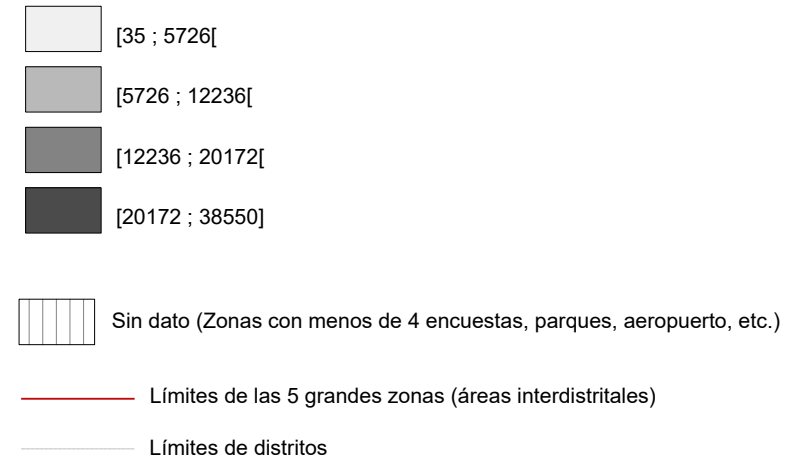 [35 ; 5726[
[5726 ; 12236[
[12236 ; 20172[
[20172 ; 38550]
Sin dato (Zonas con menos de 4 encuestas, parques, aeropuerto, etc.)
Límites de las 5 grandes zonas (áreas interdistritales)
Límites de distritos